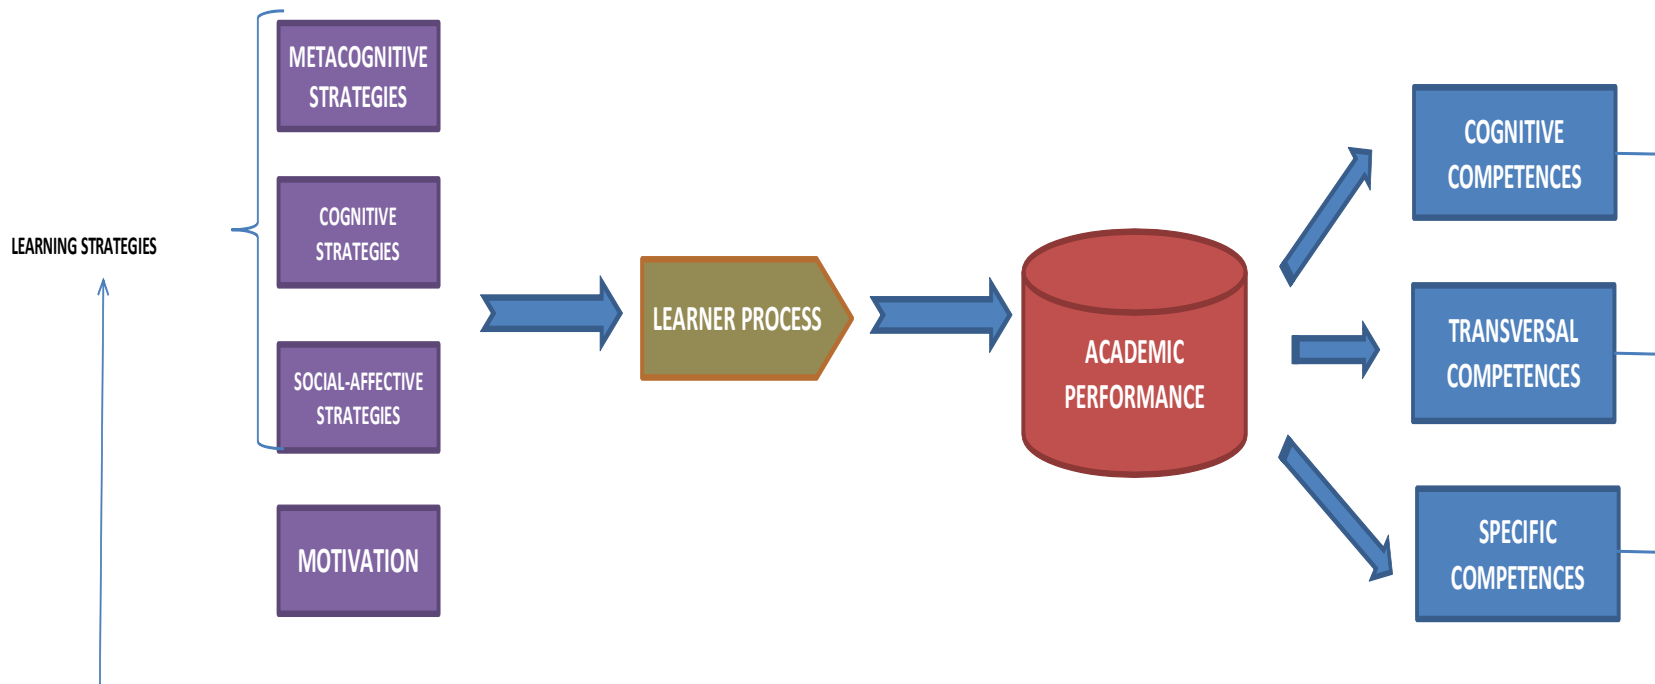 LEARNING STRATEGIES
METACOGNITIVE
STRATEGIES
COGNITIVE
STRATEGIES
SOCIAL-AFFECTIVE
STRATEGIES
MOTIVATION
LEARNER PROCESS
ACADEMIC
PERFORMANCE
COGNITIVE
COMPETENCES
TRANSVERSAL
COMPETENCES
SPECIFIC
COMPETENCES